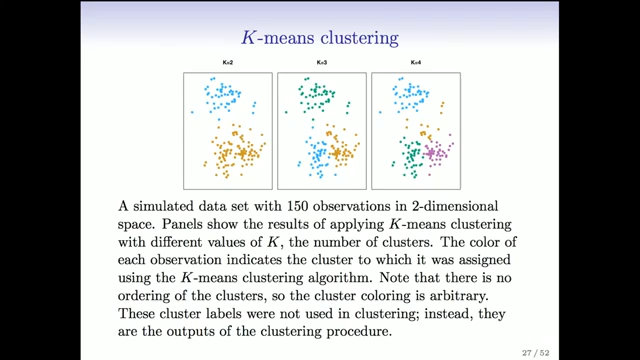 K-means clustering
K=2 K=3 K=4
A simulated data set with 150 observations in 2-dimensional
space. Panels show the results of applying K-means clustering
with different values of K, the number of clusters. The color of
each observation indicates the cluster to which it was assigned
using the K-means clustering algorithm. Note that there is no
ordering of the clusters, so the cluster coloring is arbitrary.
These cluster labels were not used in clustering; instead, they
are the outputs of the clustering procedure.
27 / 52